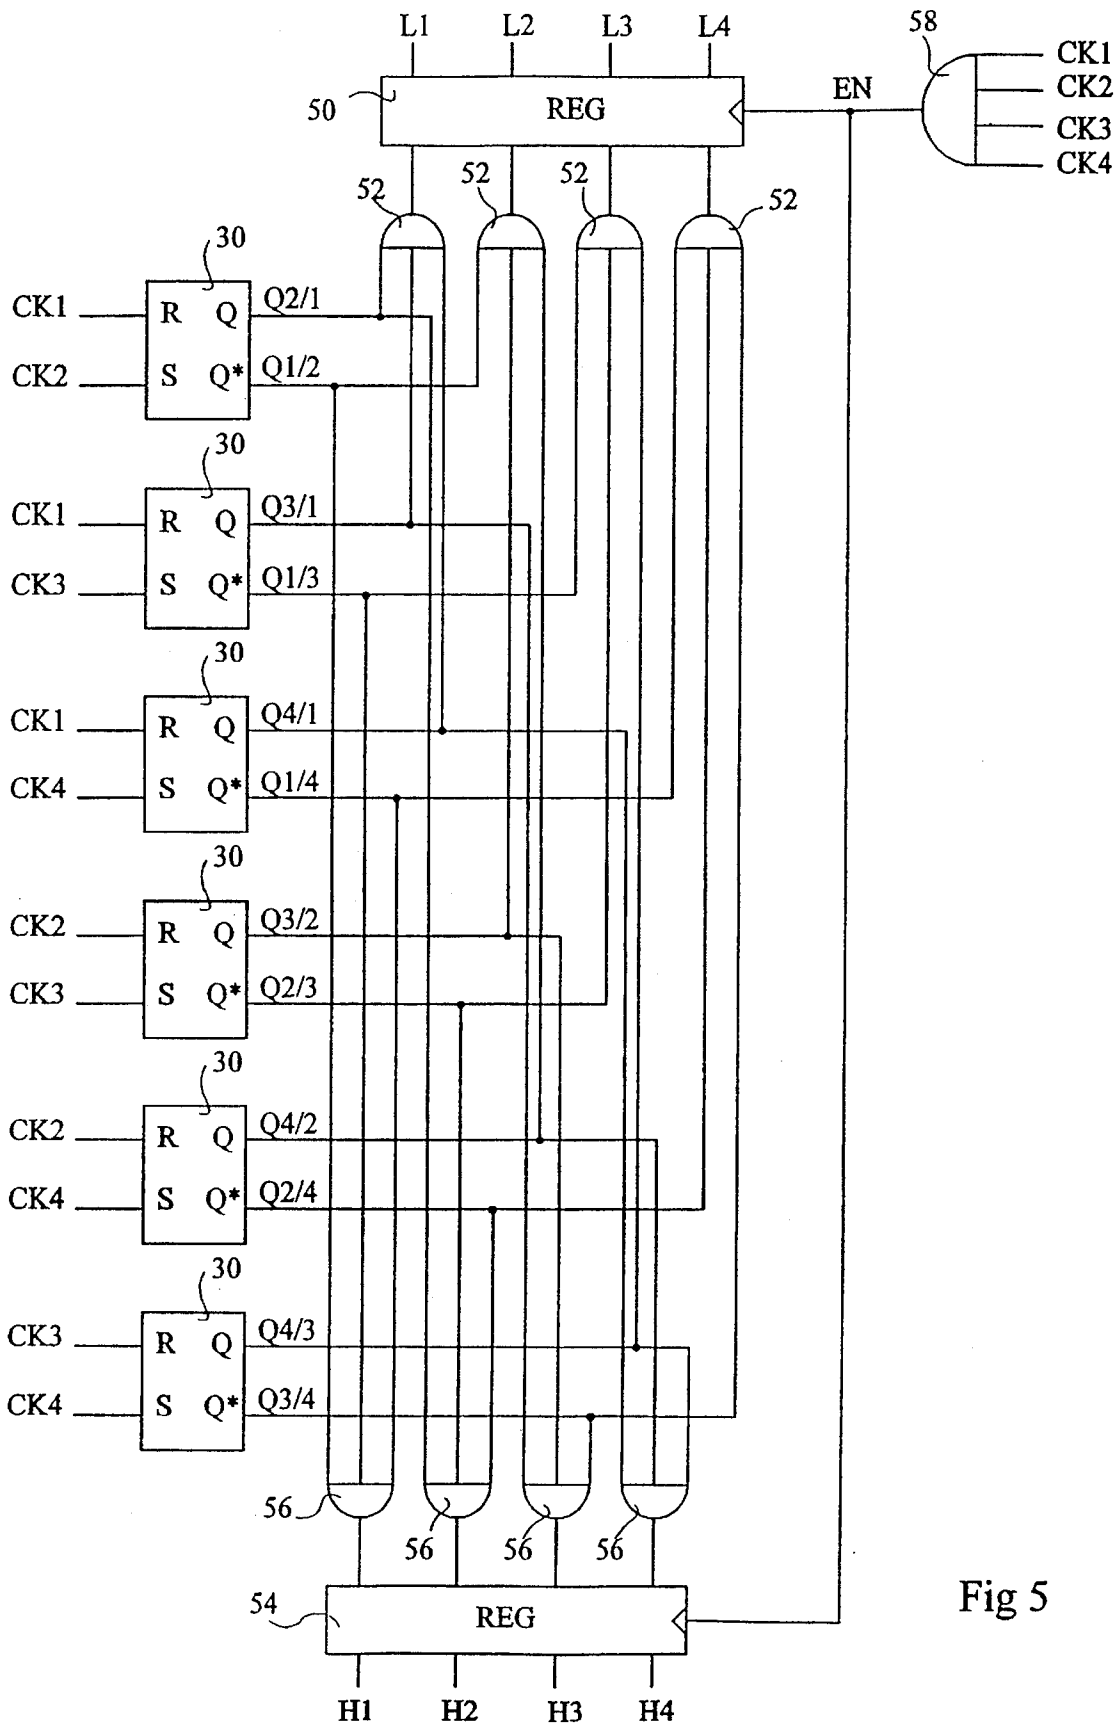 L1 L2 L3 L4
58
CK1
CK2
CK3
CK4
EN
50
REG
52 52 52 52
30
CK1 R Q Q2/1
CK2 S Q* Q1/2
30
CK1 R Q Q3/1
CK3 S Q* Q1/3
30
CK1 R Q Q4/1
CK4 S Q* Q1/4
30
CK2 R Q Q3/2
CK3 S Q* Q2/3
30
CK2 R Q Q4/2
CK4 S Q* Q2/4
30
CK3 R Q Q4/3
CK4 S Q* Q3/4
56 56 56 56
54
REG
H1 H2 H3 H4
Fig 5